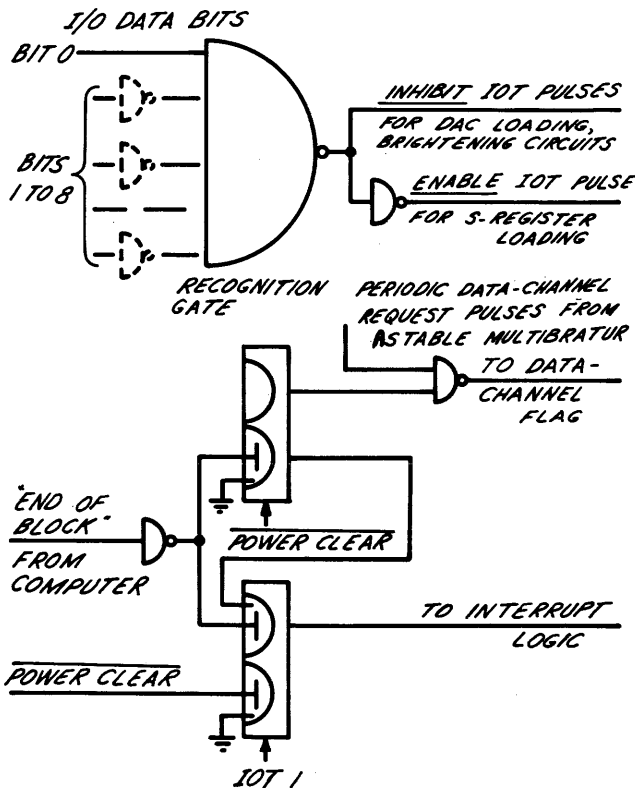 I/O DATA BITS
BIT 0
BITS
1 TO 8
INHIBIT IOT PULSES
FOR DAC LOADING,
BRIGHTENING CIRCUITS
ENABLE IOT PULSE
FOR S-REGISTER
LOADING
RECOGNITION
GATE
PERIODIC DATA-CHANNEL
REQUEST PULSES FROM
ASTABLE MULTIBRATUR
TO DATA-
CHANNEL
FLAG
"END OF
BLOCK"
FROM
COMPUTER
POWER CLEAR
TO INTERRUPT
LOGIC
POWER CLEAR
IOT 1